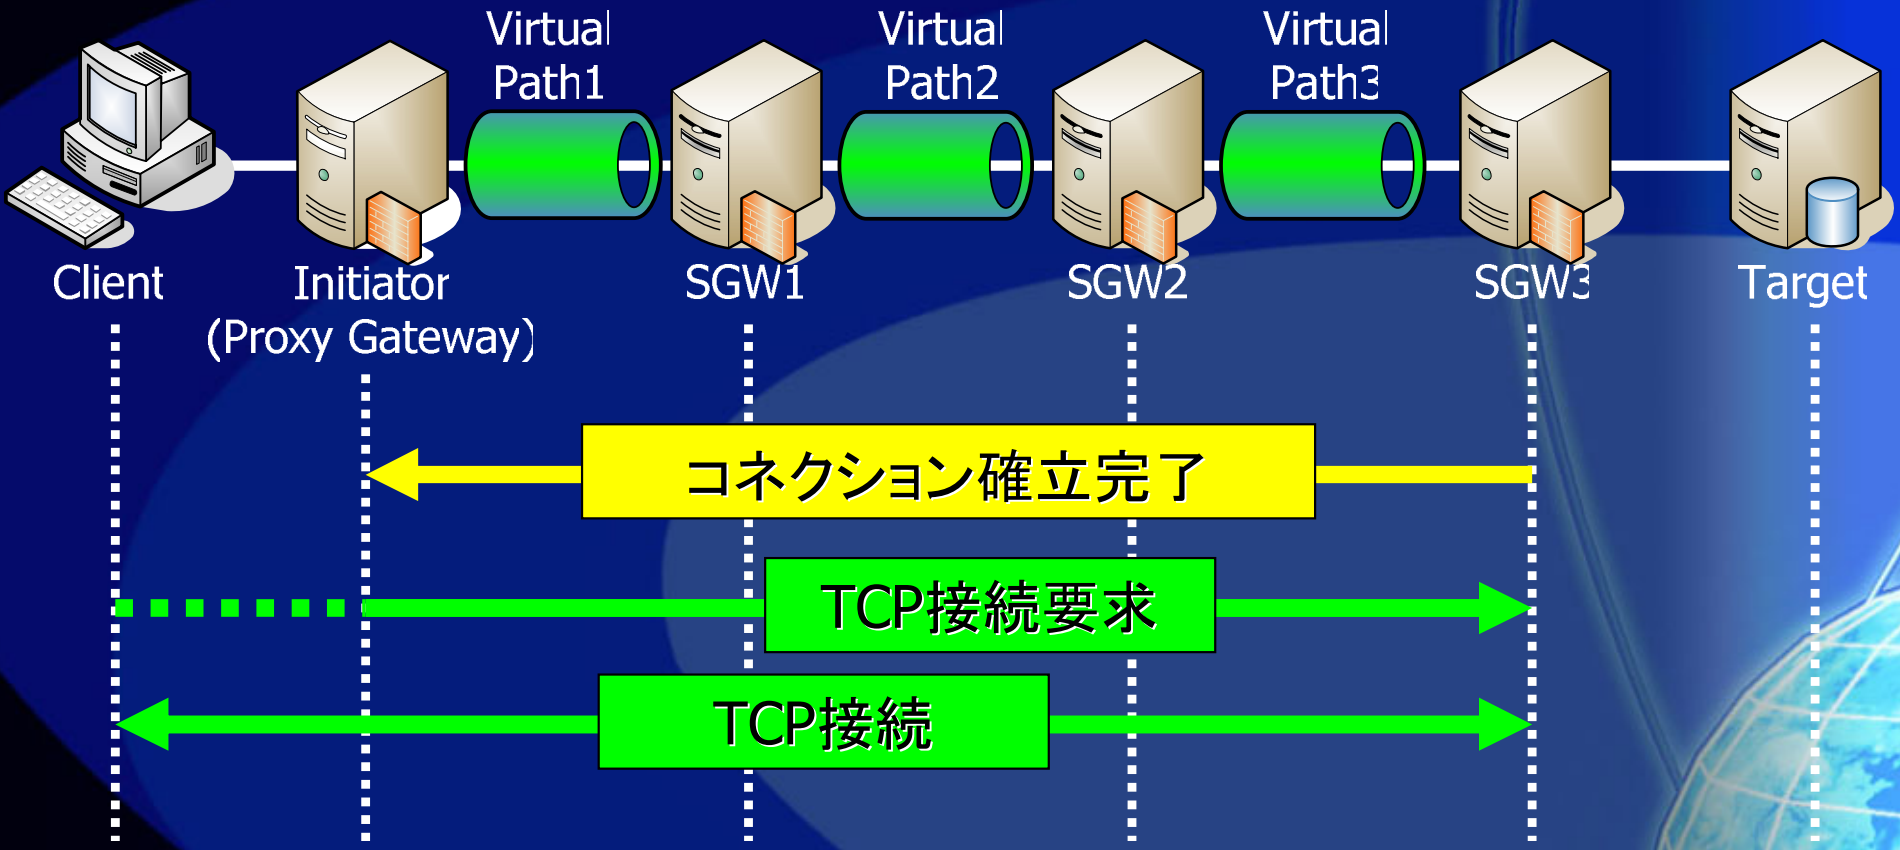 Virtual
Path1
Virtual
Path2
Virtual
Path3
Client
Initiator
(Proxy Gateway)
SGW1
SGW2
SGW3
Target
コネクション確立完了
TCP接続要求
TCP接続